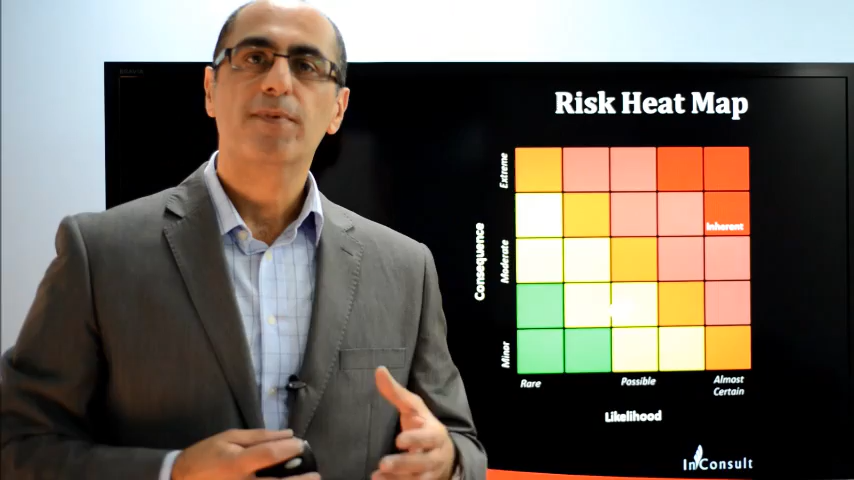 Risk Heat Map
Extreme
Inherent
Consequence
Moderate
Minor
Rare
Possible
Almost
Certain
Likelihood
InConsult